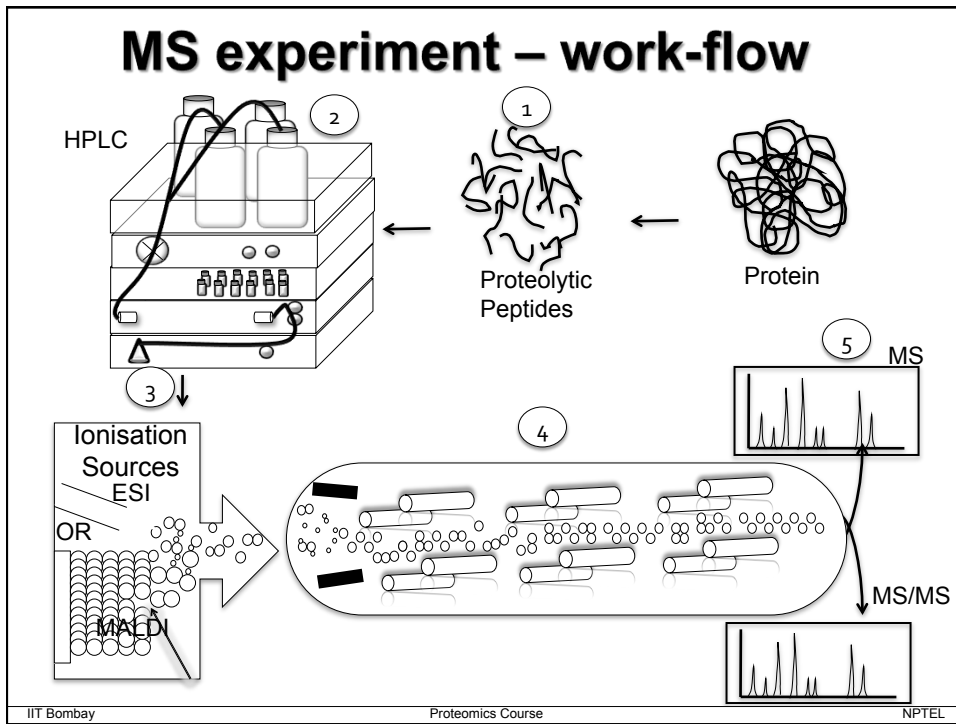 MS experiment – work-flow
HPLC
2
1
Proteolytic
Peptides
Protein
3
Ionisation
Sources
ESI
OR
MALDI
4
5
MS
MS/MS
IIT Bombay
Proteomics Course
NPTEL